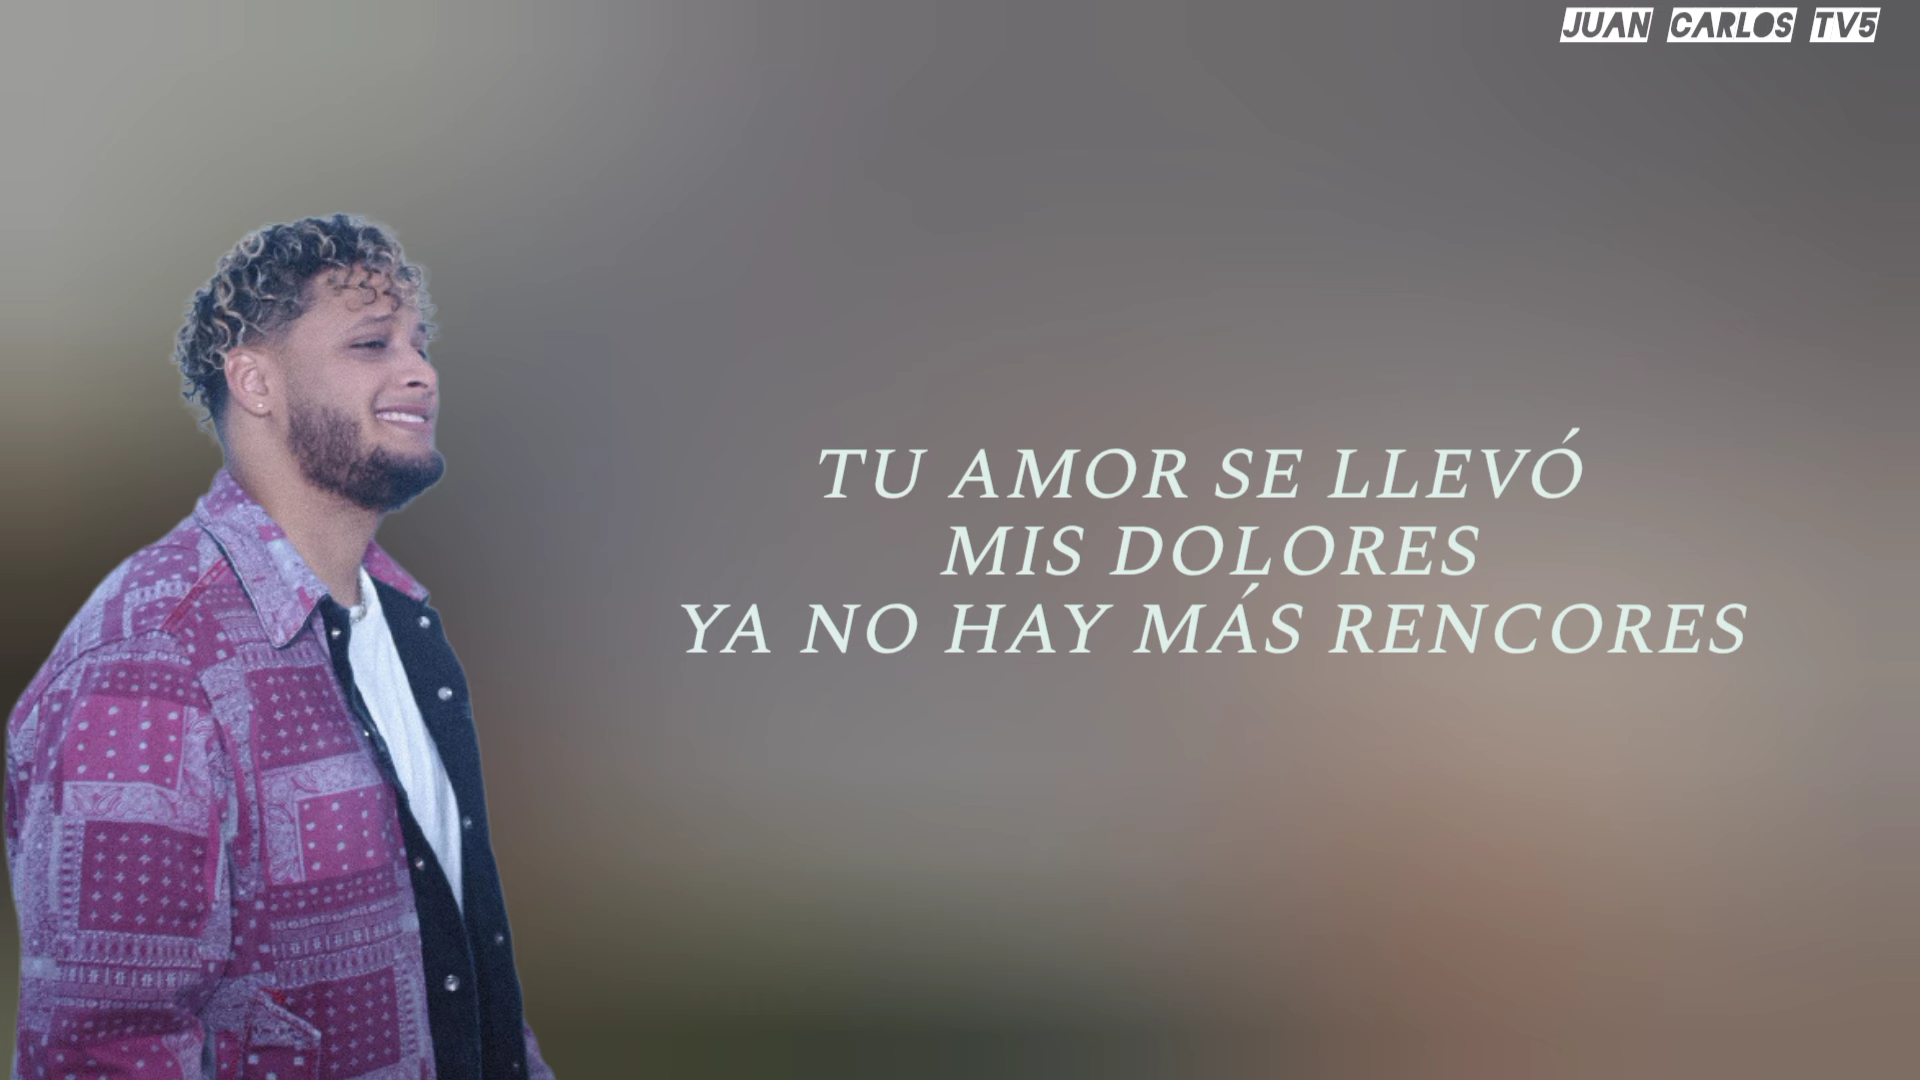 JUAN CARLOS TV5
TU AMOR SE LLEVÓ
MIS DOLORES
YA NO HAY MÁS RENCORES